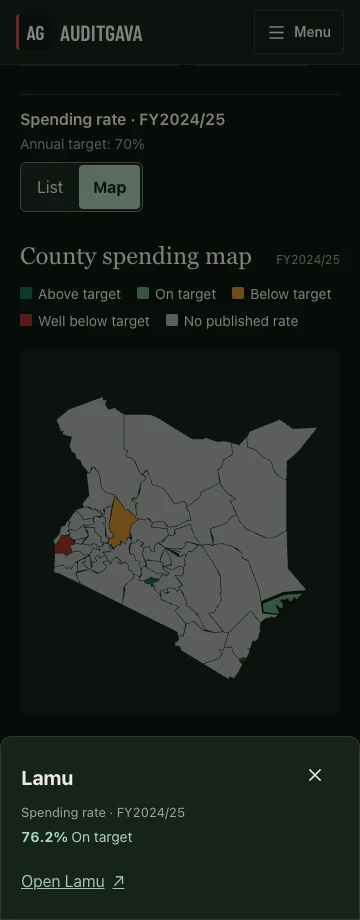 AG AUDITGAVA Menu
Spending rate · FY2024/25
Annual target: 70%
List Map
County spending map FY2024/25
Above target On target Below target
Well below target No published rate
Lamu
Spending rate · FY2024/25
76.2% On target
Open Lamu ↗